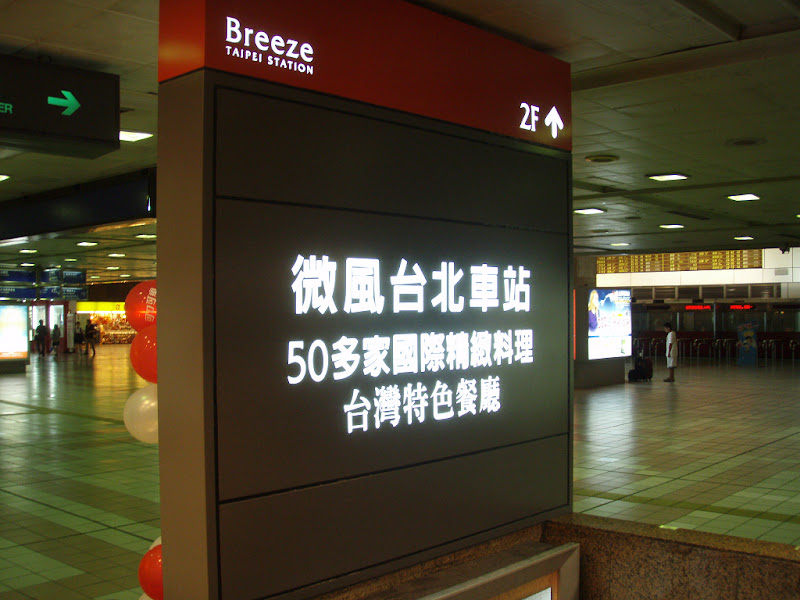 Breeze
TAIPEI STATION
2F
微風台北車站
50多家國際精緻料理
台灣特色餐廳
ER